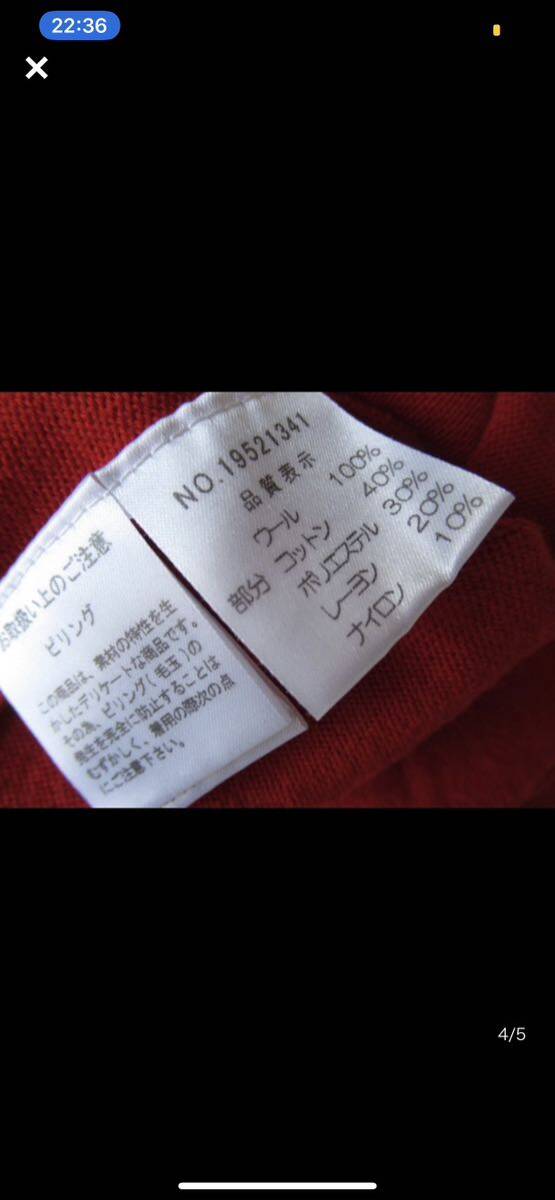 22:36
NO.19521341
品質表示
ワール 100%
部分 コットン 40%
ポリエステル 30%
レーヨン 20%
ナイロン 10%
お取扱い上のご注意
ピリング
この商品は、素材の特性を生
かしたデリケートな商品です。
その為、ピリング(毛玉)の
発生を完全に防止することは
むずかしく、着用の際次の点
にご注意下さい。
4/5